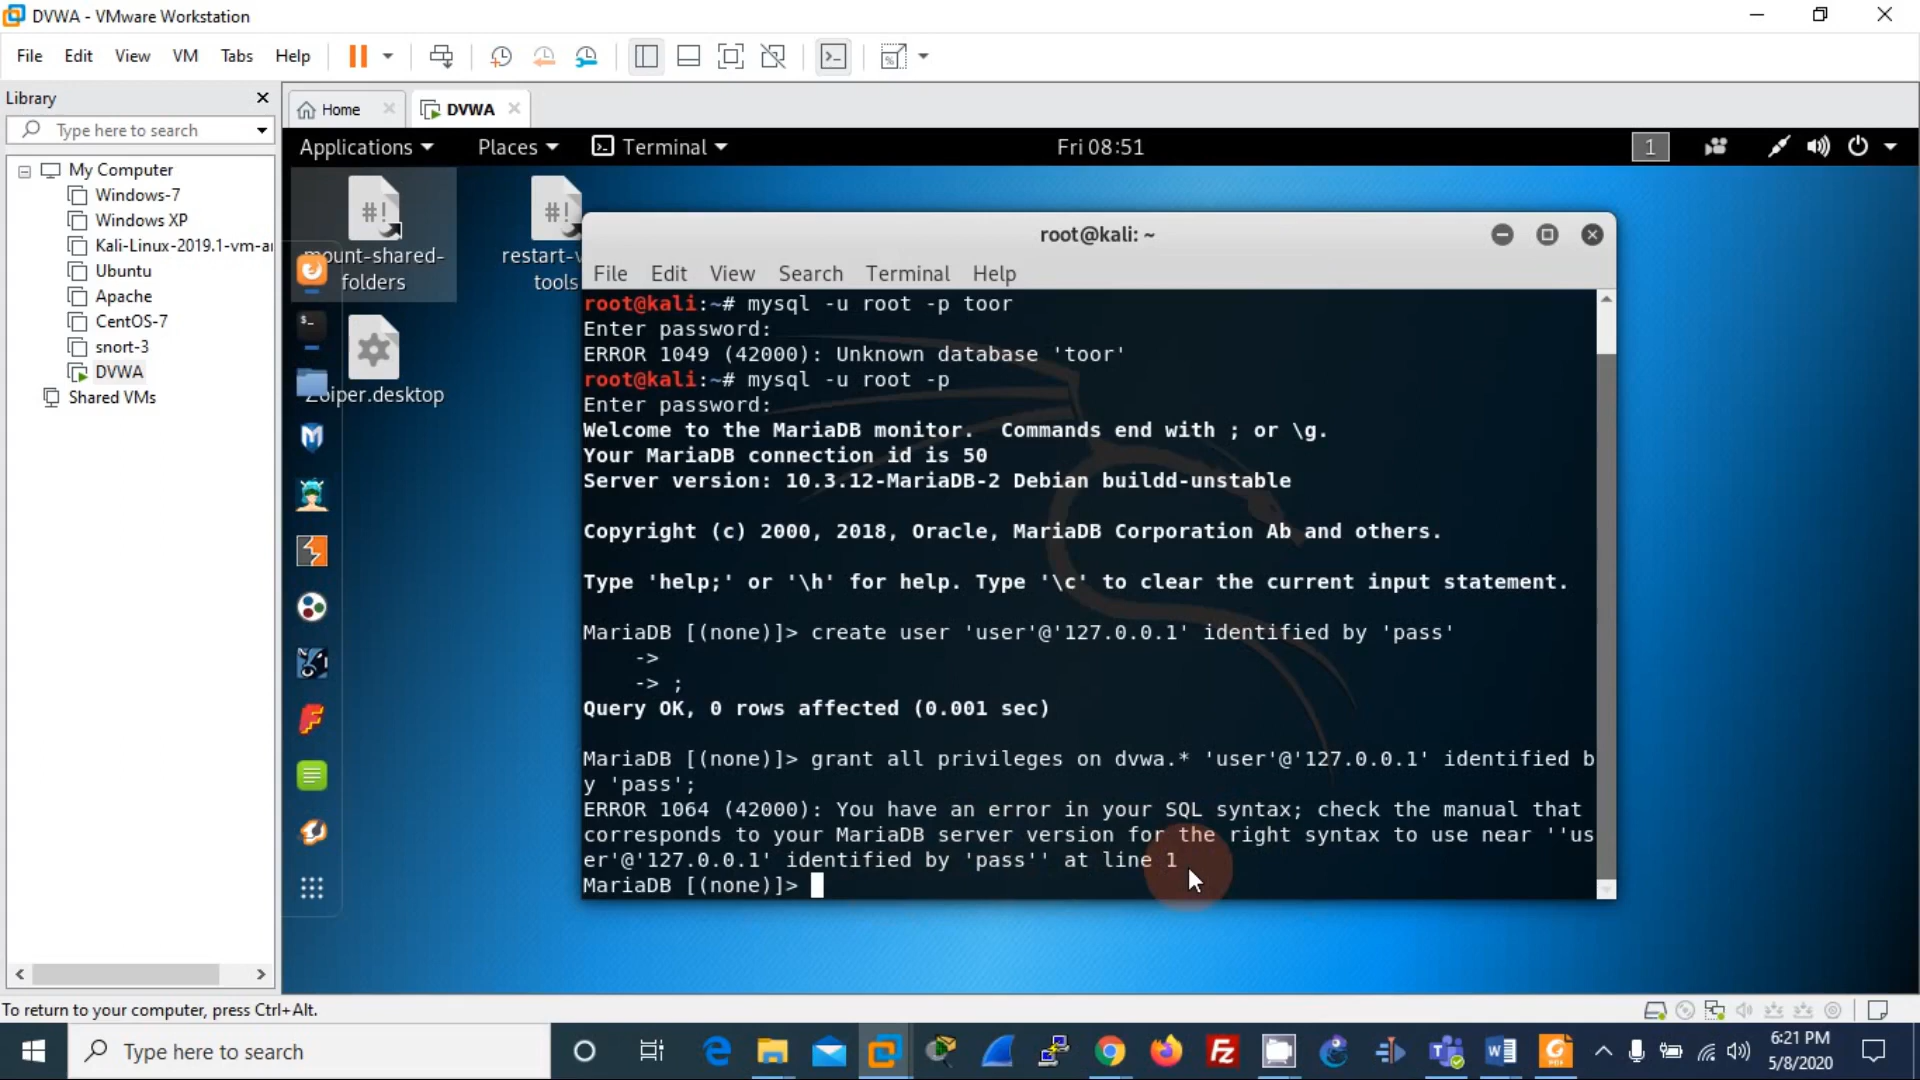 DVWA - VMware Workstation
File Edit View VM Tabs Help
Library
Type here to search
My Computer
Windows-7
Windows XP
Kali-Linux-2019.1-vm-a
Ubuntu
Apache
CentOS-7
snort-3
DVWA
Shared VMs
Home
DVWA
Applications Places Terminal Fri 08:51 1
#!
mount-shared-
folders
#!
restart-v
tools
Zoiper.desktop
root@kali: ~
File Edit View Search Terminal Help
root@kali:~# mysql -u root -p toor
Enter password:
ERROR 1049 (42000): Unknown database 'toor'
root@kali:~# mysql -u root -p
Enter password:
Welcome to the MariaDB monitor.  Commands end with ; or \g.
Your MariaDB connection id is 50
Server version: 10.3.12-MariaDB-2 Debian buildd-unstable
Copyright (c) 2000, 2018, Oracle, MariaDB Corporation Ab and others.
Type 'help;' or '\h' for help. Type '\c' to clear the current input statement.
MariaDB [(none)]> create user 'user'@'127.0.0.1' identified by 'pass'
    ->
    -> ;
Query OK, 0 rows affected (0.001 sec)
MariaDB [(none)]> grant all privileges on dvwa.* 'user'@'127.0.0.1' identified b
y 'pass';
ERROR 1064 (42000): You have an error in your SQL syntax; check the manual that
corresponds to your MariaDB server version for the right syntax to use near ''us
er'@'127.0.0.1' identified by 'pass'' at line 1
MariaDB [(none)]>
To return to your computer, press Ctrl+Alt.
Type here to search
6:21 PM
5/8/2020